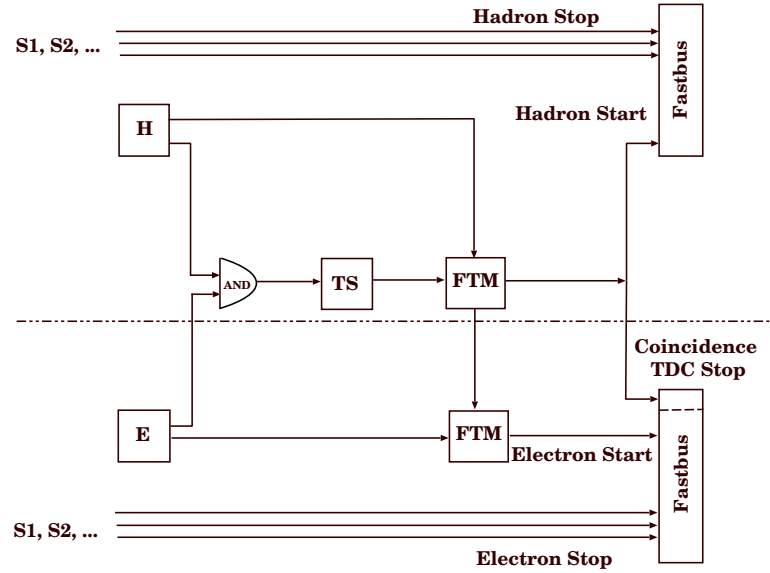 Hadron Stop
S1, S2, ...
Fastbus
Hadron Start
H
AND
TS
FTM
Coincidence
TDC Stop
E
FTM
Electron Start
Fastbus
S1, S2, ...
Electron Stop